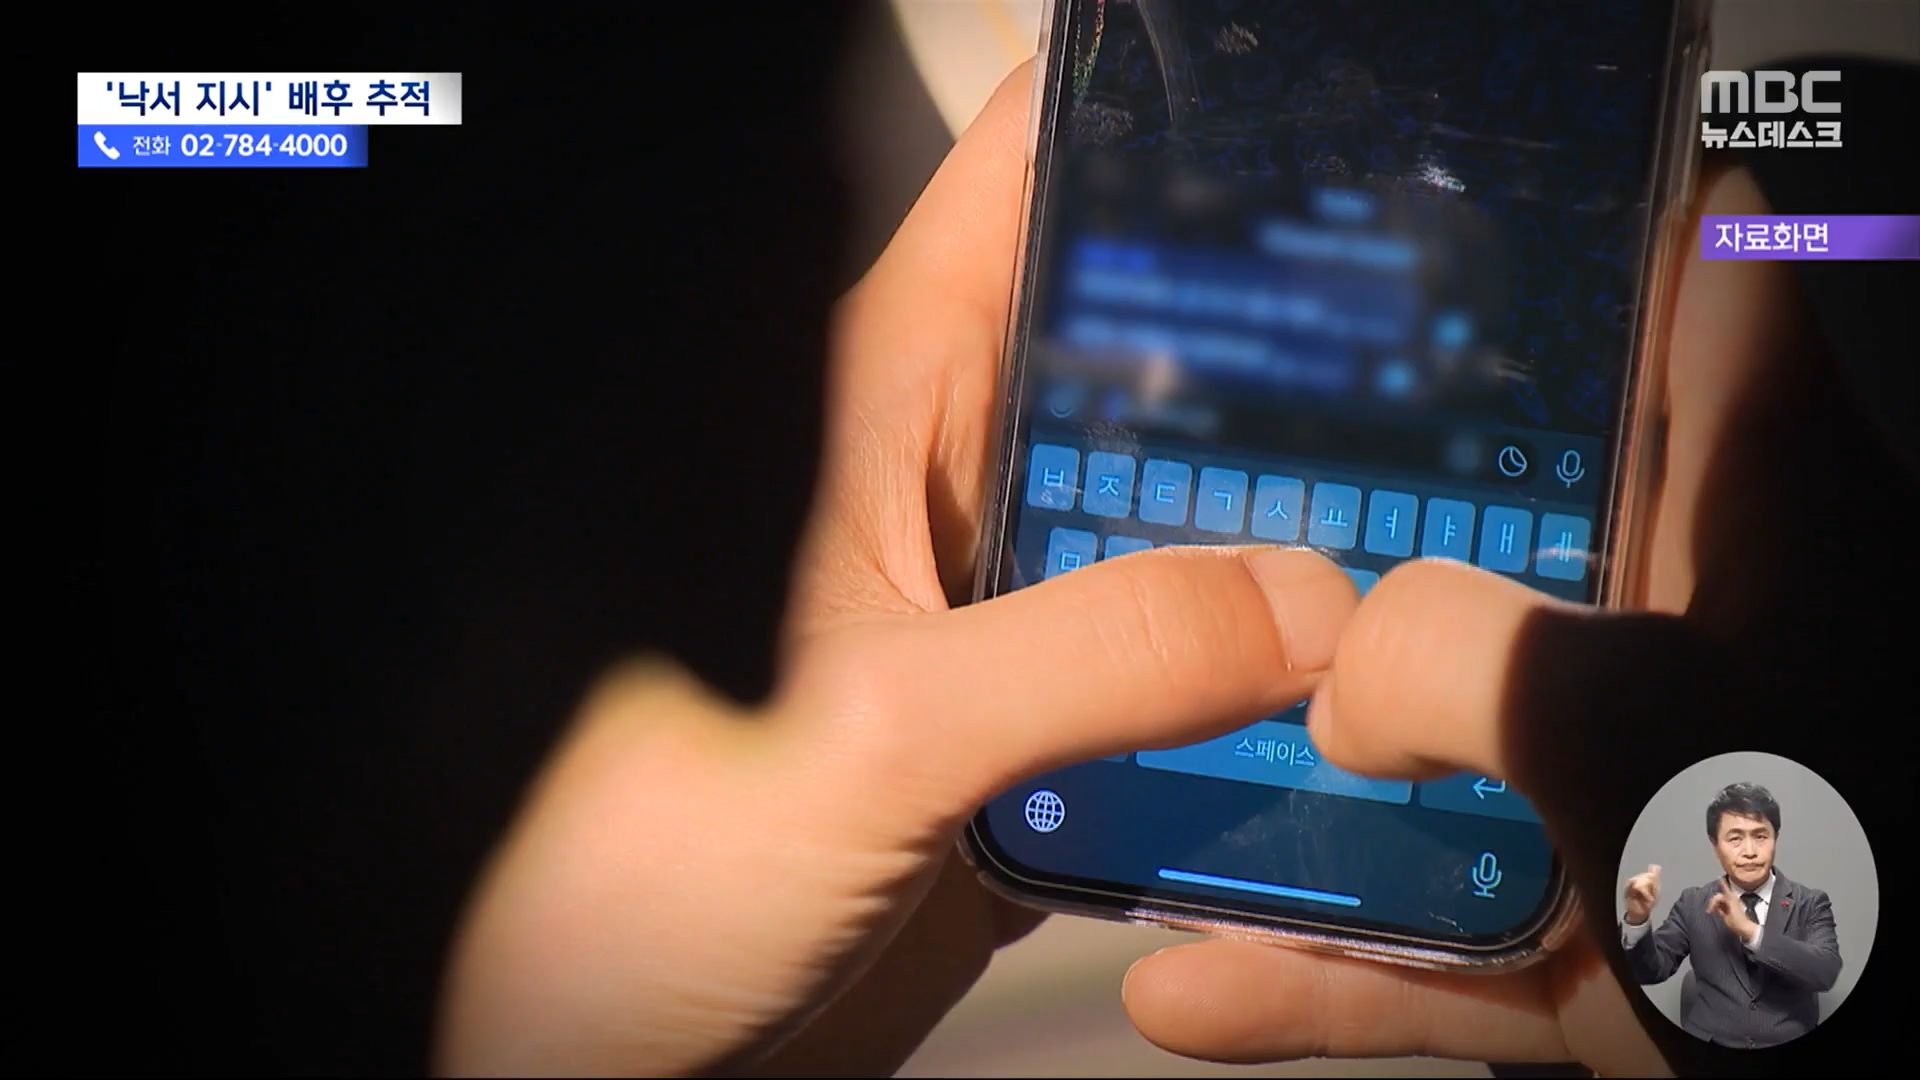 '낙서 지시' 배후 추적
전화 02-784-4000
MBC
뉴스데스크
자료화면
ㅂ ㅈ ㄷ ㄱ ㅅ ㅛ ㅕ ㅑ ㅐ ㅔ
ㅁ
스페이스